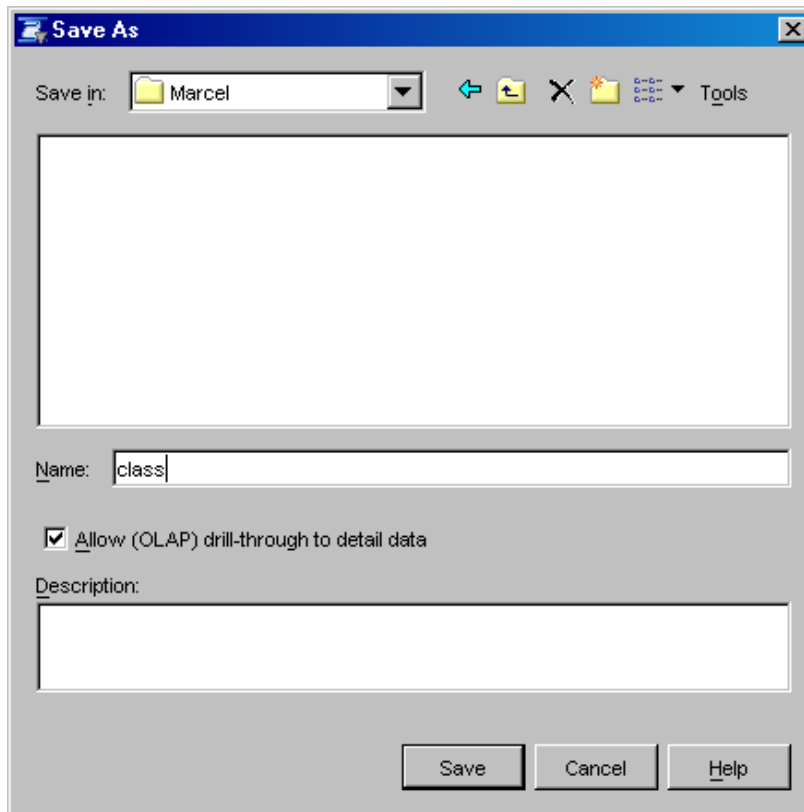 Save As
Save in: Marcel Tools
Name: class
Allow (OLAP) drill-through to detail data
Description:
Save Cancel Help